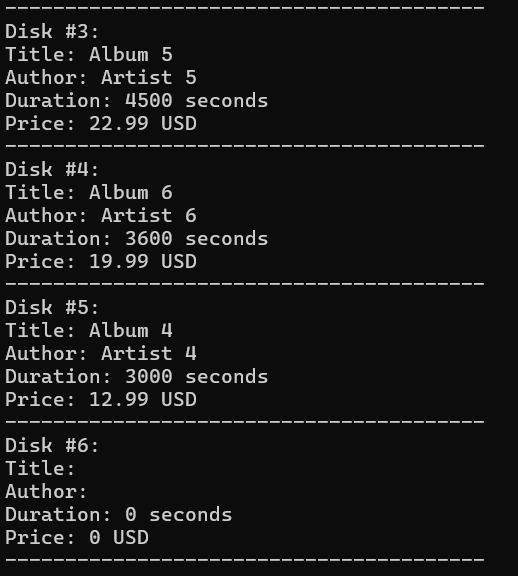 ----------------------------------------
Disk #3:
Title: Album 5
Author: Artist 5
Duration: 4500 seconds
Price: 22.99 USD
----------------------------------------
Disk #4:
Title: Album 6
Author: Artist 6
Duration: 3600 seconds
Price: 19.99 USD
----------------------------------------
Disk #5:
Title: Album 4
Author: Artist 4
Duration: 3000 seconds
Price: 12.99 USD
----------------------------------------
Disk #6:
Title:
Author:
Duration: 0 seconds
Price: 0 USD
----------------------------------------